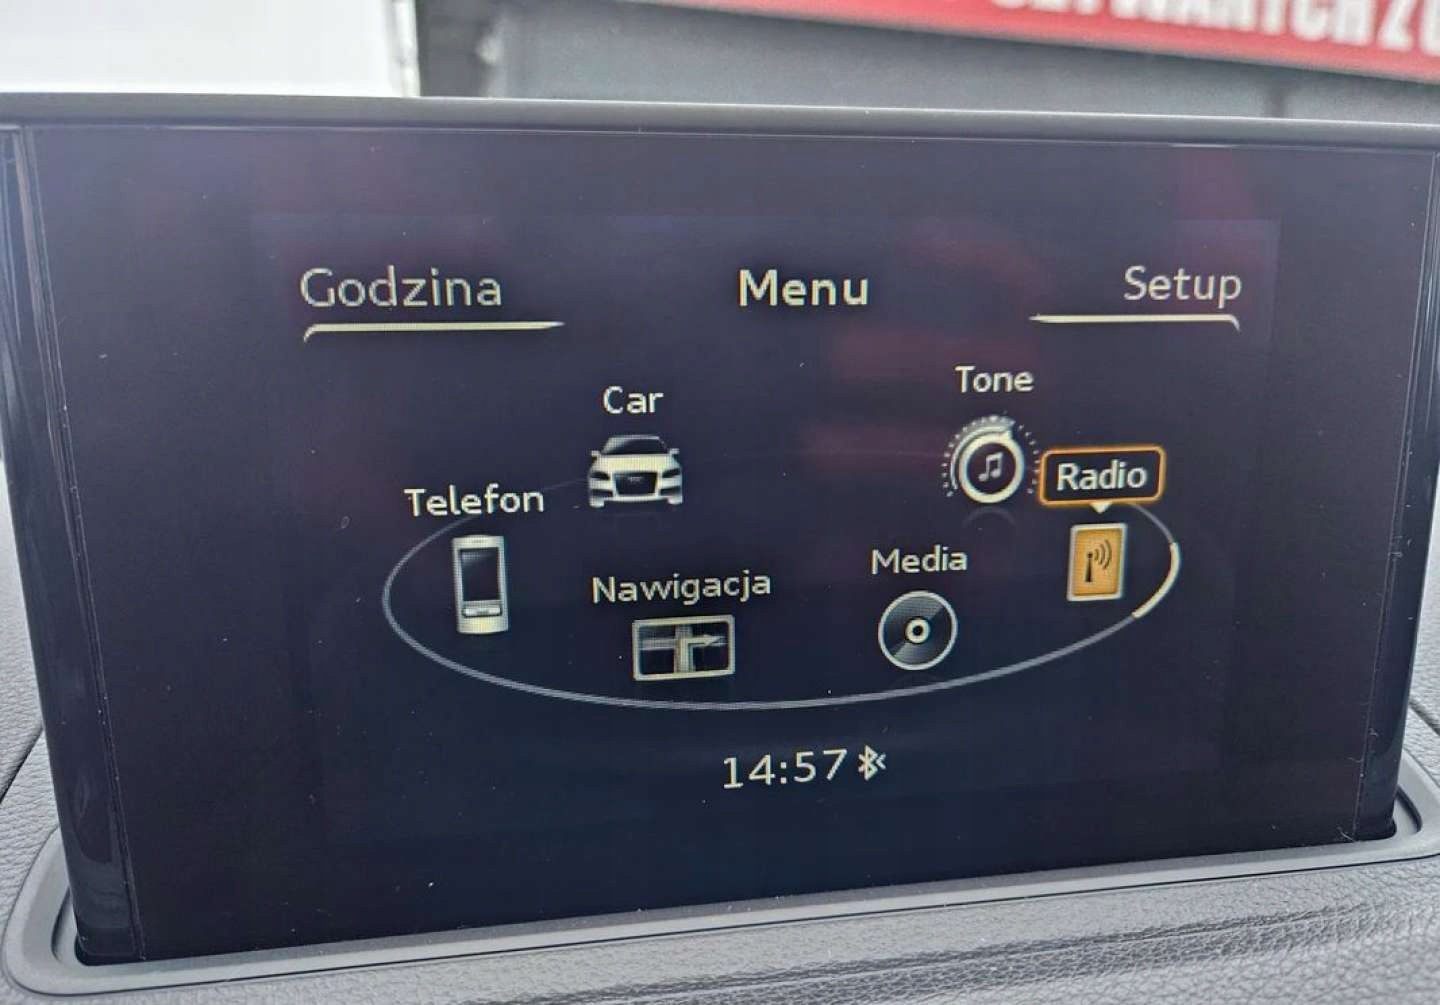 Godzina
Menu
Setup
Car
Tone
Telefon
Radio
Nawigacja
Media
14:57